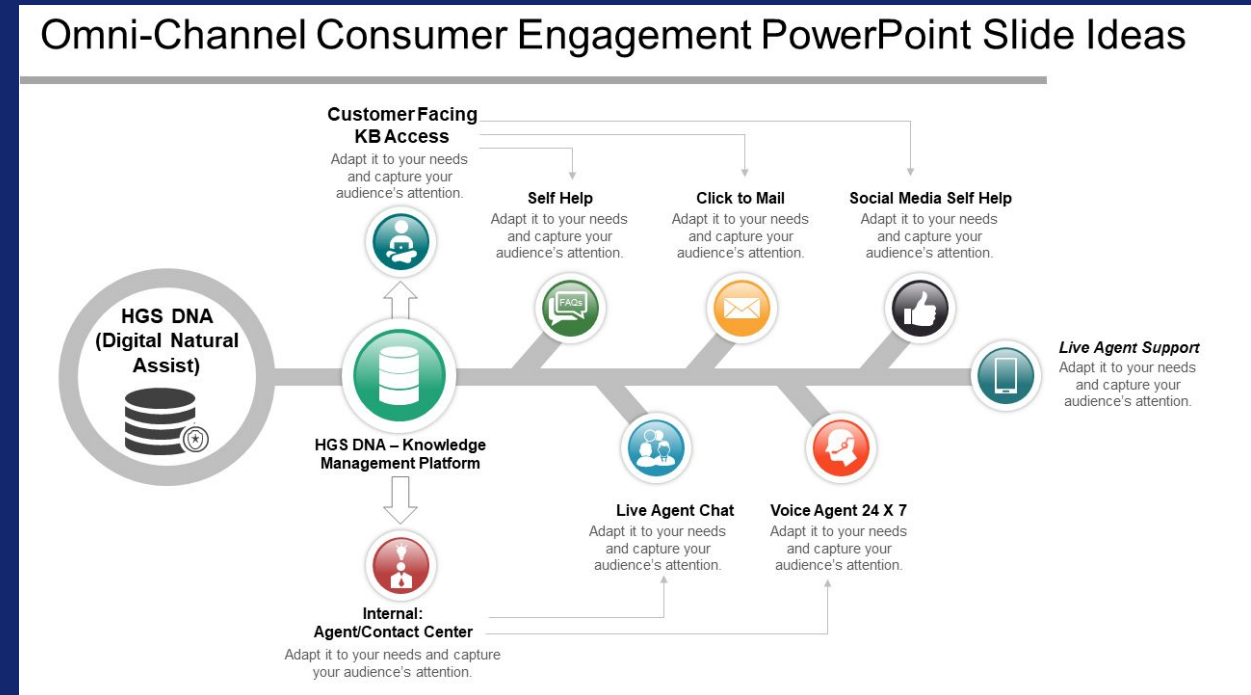 Omni-Channel Consumer Engagement PowerPoint Slide Ideas
Customer Facing
KB Access
Adapt it to your needs
and capture your
audience's attention.
Self Help
Adapt it to your needs
and capture your
audience's attention.
Click to Mail
Adapt it to your needs
and capture your
audience's attention.
Social Media Self Help
Adapt it to your needs
and capture your
audience's attention.
FAQs
HGS DNA
(Digital Natural
Assist)
Live Agent Support
Adapt it to your needs
and capture your
audience's attention.
HGS DNA – Knowledge
Management Platform
Live Agent Chat
Adapt it to your needs
and capture your
audience's attention.
Voice Agent 24 X 7
Adapt it to your needs
and capture your
audience's attention.
Internal:
Agent/Contact Center
Adapt it to your needs and capture
your audience's attention.